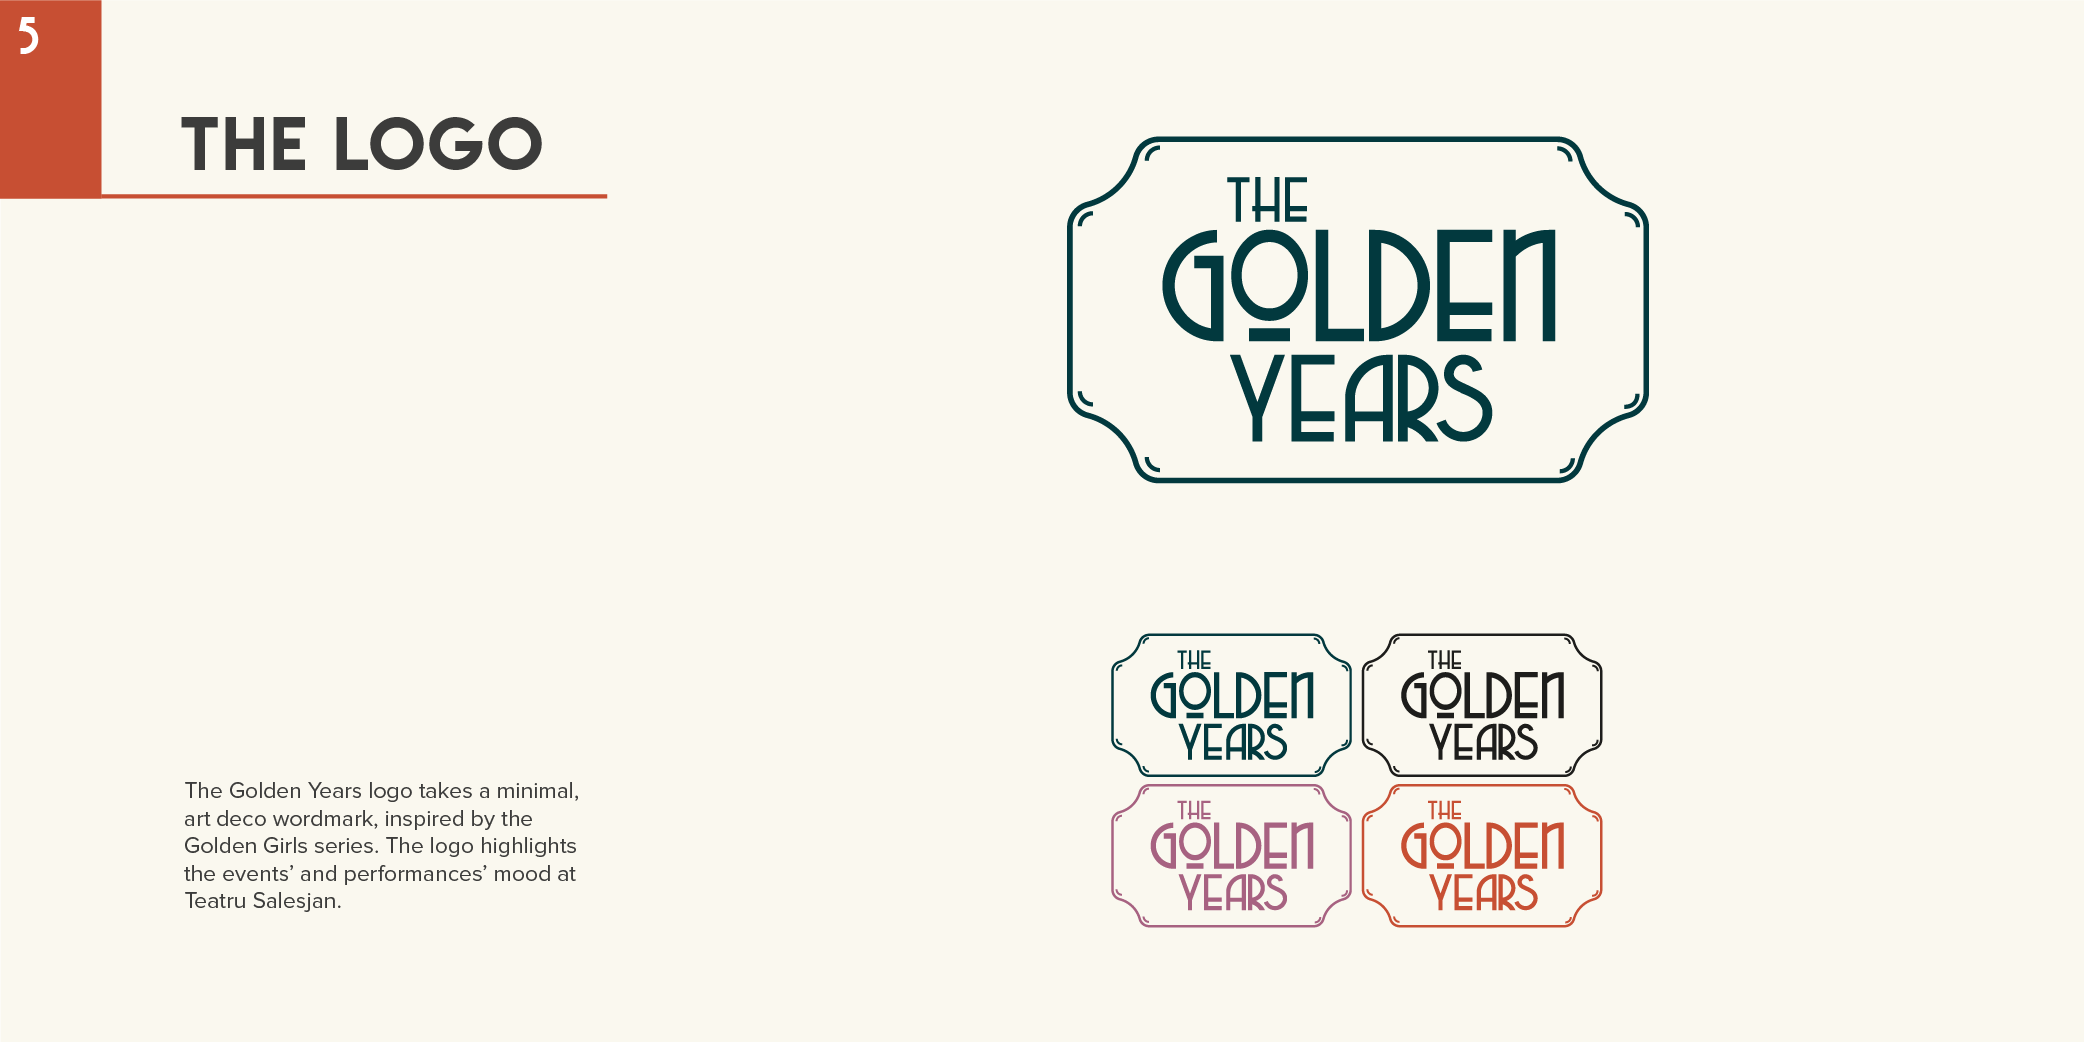 5
THE LOGO
THE
GOLDEN
YEARS
THE
GOLDEN
YEARS
THE
GOLDEN
YEARS
THE
GOLDEN
YEARS
THE
GOLDEN
YEARS
The Golden Years logo takes a minimal,
art deco wordmark, inspired by the
Golden Girls series. The logo highlights
the events’ and performances’ mood at
Teatru Salesjan.